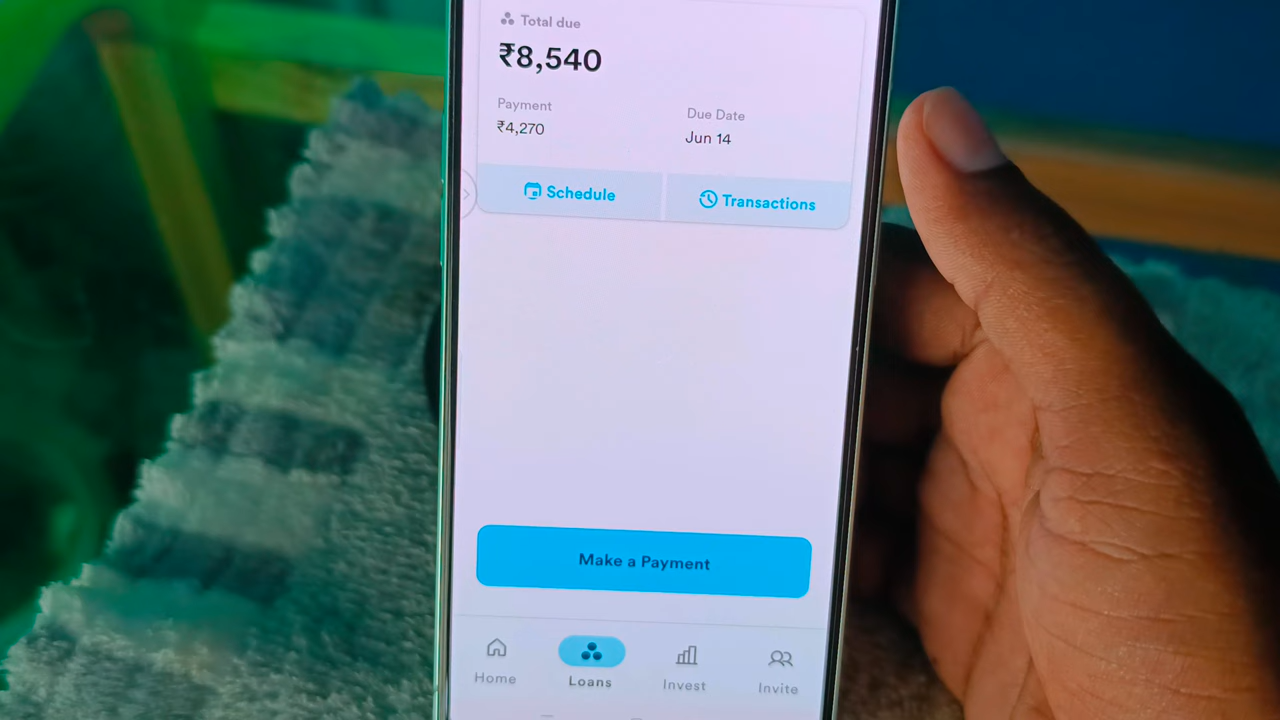 Total due
₹8,540
Payment
Due Date
₹4,270
Jun 14
Schedule
Transactions
Make a Payment
Home
Loans
Invest
Invite